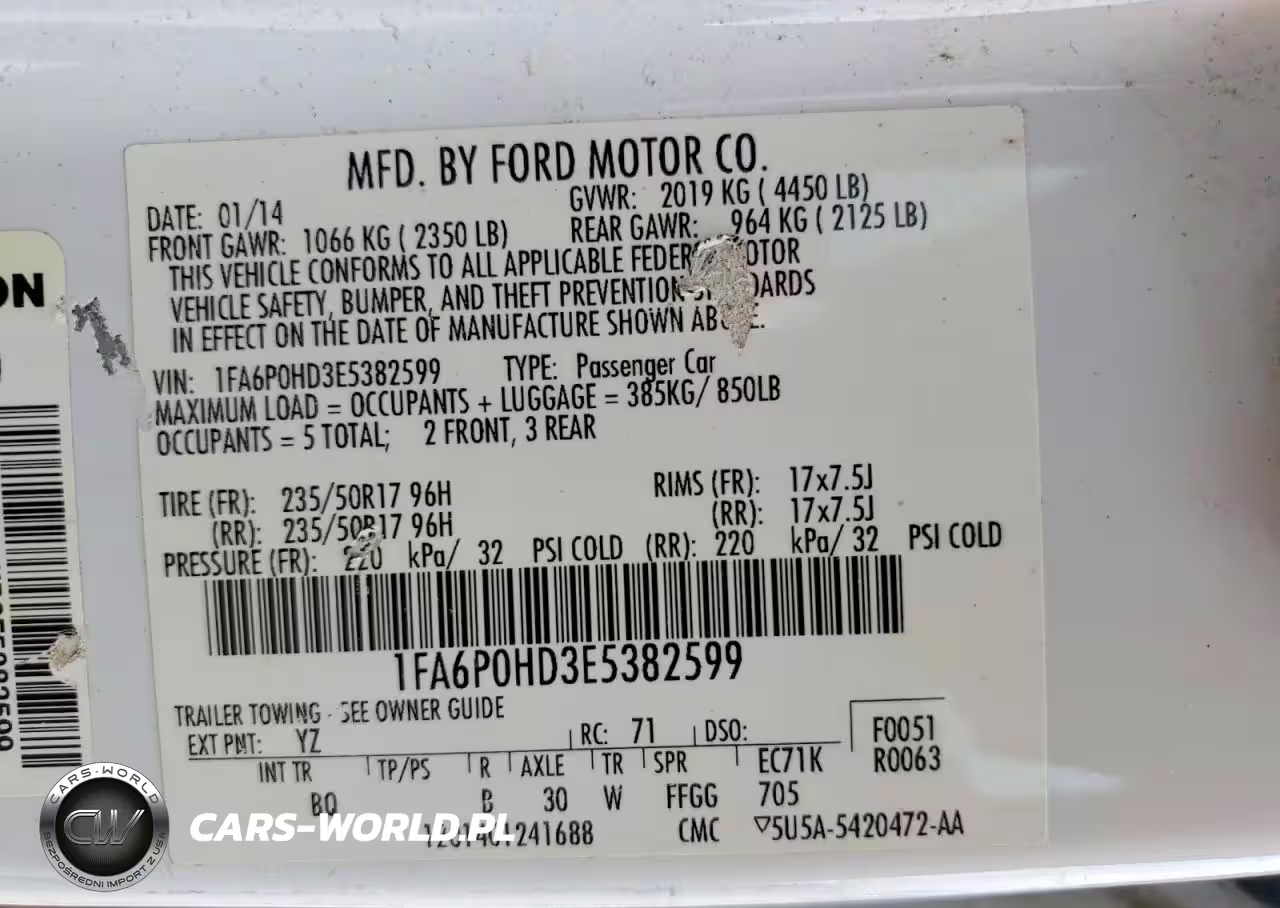 MFD. BY FORD MOTOR CO.
DATE: 01/14 GVWR: 2019 KG ( 4450 LB)
FRONT GAWR: 1066 KG ( 2350 LB) REAR GAWR: 964 KG ( 2125 LB)
THIS VEHICLE CONFORMS TO ALL APPLICABLE
VEHICLE SAFETY, BUMPER, AND THEFT PREVENTION
IN EFFECT ON THE DATE OF MANUFACTURE SHOWN
VIN: 1FA6P0HD3E5382599 TYPE: Passenger Car
MAXIMUM LOAD = OCCUPANTS + LUGGAGE = 385KG/ 850LB
OCCUPANTS = 5 TOTAL; 2 FRONT, 3 REAR
TIRE (FR): 235/50R17 96H RIMS (FR): 17x7.5J
(RR): 235/50R17 96H (RR): 17x7.5J
PRESSURE (FR): 220 kPa/ 32 PSI COLD (RR): 220 kPa/ 32 PSI COLD
1FA6P0HD3E5382599
TRAILER TOWING - SEE OWNER GUIDE
EXT PNT: YZ RC: 71 DSO: F0051
INT TR TP/PS R AXLE TR SPR EC71K R0063
BQ B 30 W FFGG 705
CMC ▽5U5A-5420472-AA
ON
CARS-WORLD
CW
BEZPOŚREDNI IMPORT Z USA
CARS-WORLD.PL